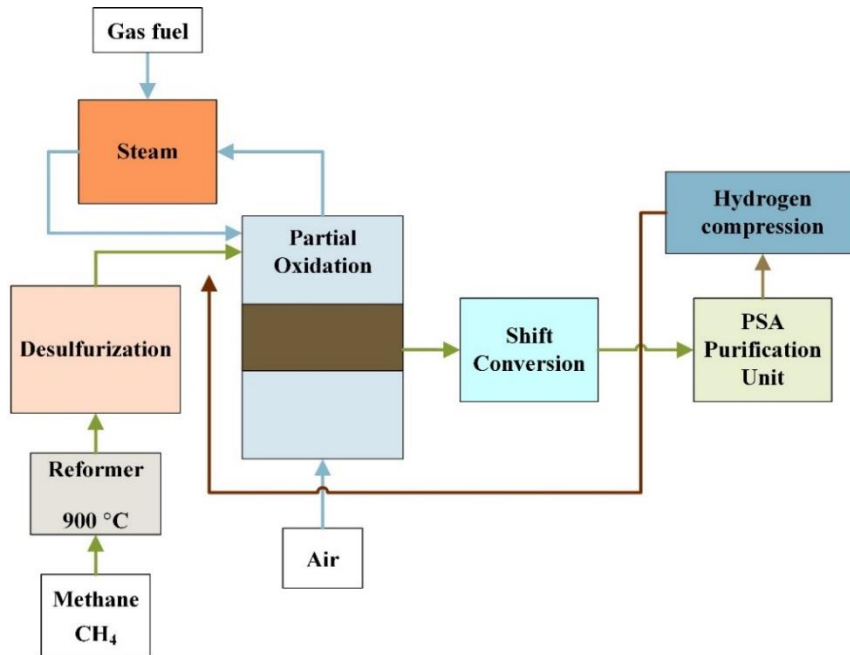 Gas fuel
Steam
Partial
Oxidation
Hydrogen
compression
Desulfurization
Shift
Conversion
PSA
Purification
Unit
Reformer
900 °C
Air
Methane
CH₄